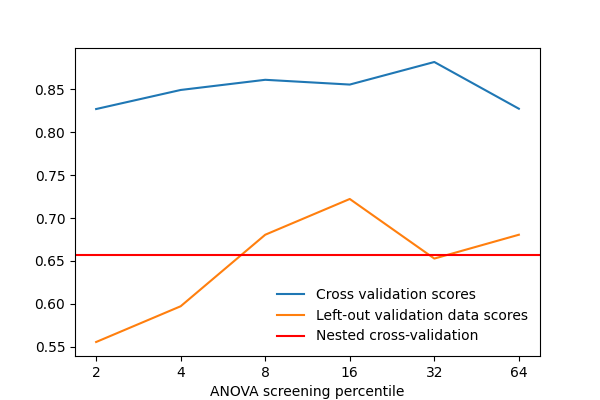 0.85
0.80
0.75
0.70
0.65
0.60
0.55
Cross validation scores
Left-out validation data scores
Nested cross-validation
2 4 8 16 32 64
ANOVA screening percentile